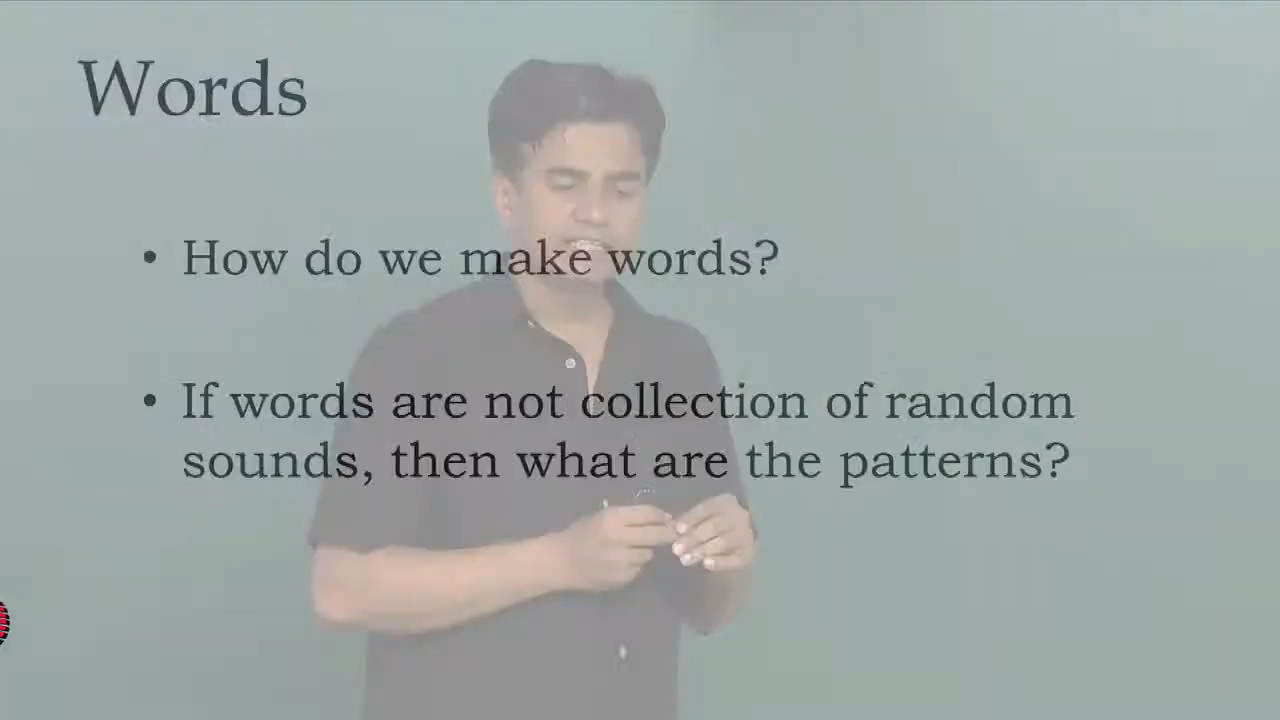 Words
• How do we make words?
• If words are not collection of random
sounds, then what are the patterns?